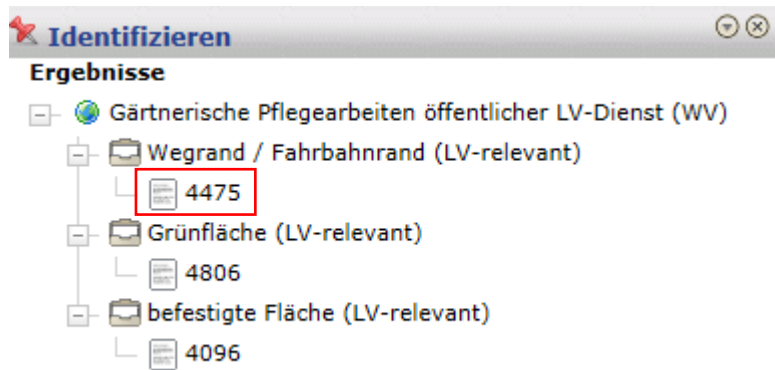 Identifizieren
Ergebnisse
Gärtnerische Pflegearbeiten öffentlicher LV-Dienst (WV)
Wegrand / Fahrbahnrand (LV-relevant)
4475
Grünfläche (LV-relevant)
4806
befestigte Fläche (LV-relevant)
4096